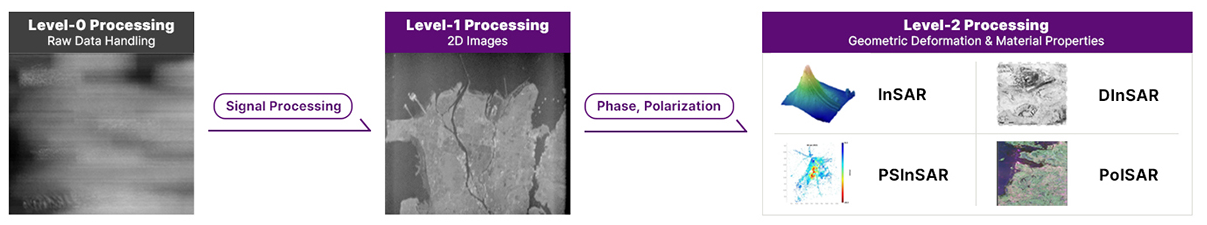 Level-0 Processing
Raw Data Handling
Signal Processing
Level-1 Processing
2D Images
Phase, Polarization
Level-2 Processing
Geometric Deformation & Material Properties
InSAR
DInSAR
PSInSAR
PolSAR